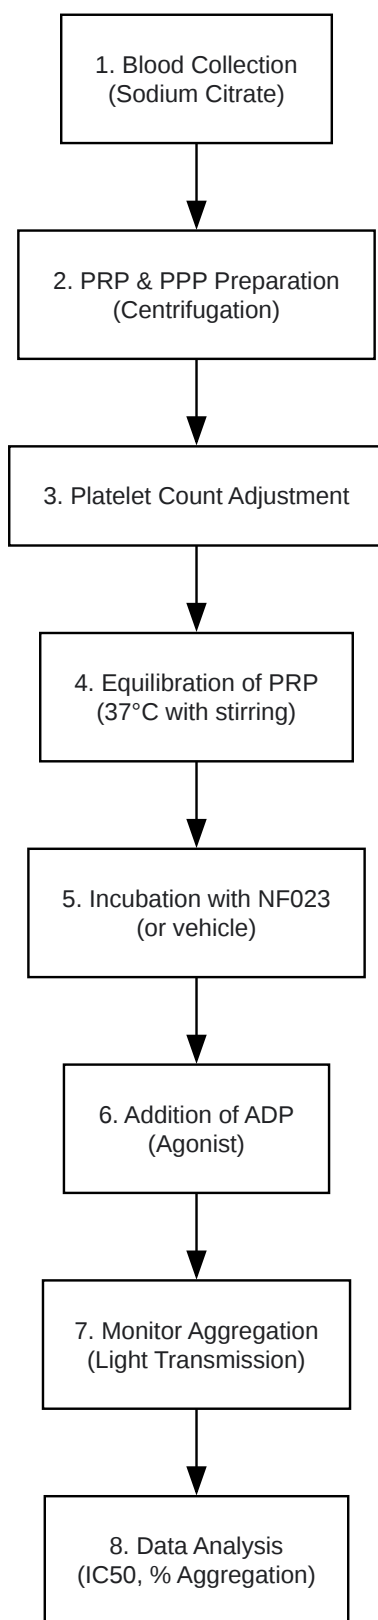 1. Blood Collection
(Sodium Citrate)
2. PRP & PPP Preparation
(Centrifugation)
3. Platelet Count Adjustment
4. Equilibration of PRP
(37°C with stirring)
5. Incubation with NF023
(or vehicle)
6. Addition of ADP
(Agonist)
7. Monitor Aggregation
(Light Transmission)
8. Data Analysis
(IC50, % Aggregation)